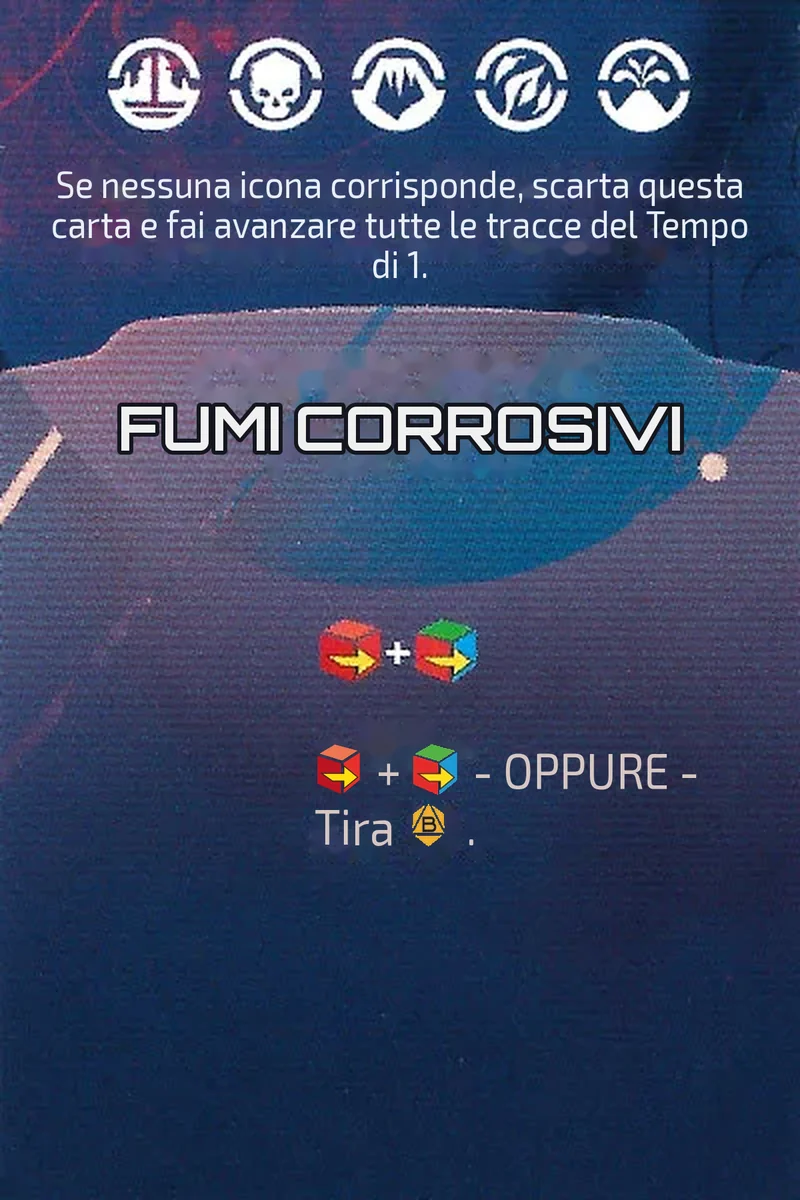 Se nessuna icona corrisponde, scarta questa
carta e fai avanzare tutte le tracce del Tempo
di 1.
FUMI CORROSIVI
+
+ - OPPURE -
Tira B .